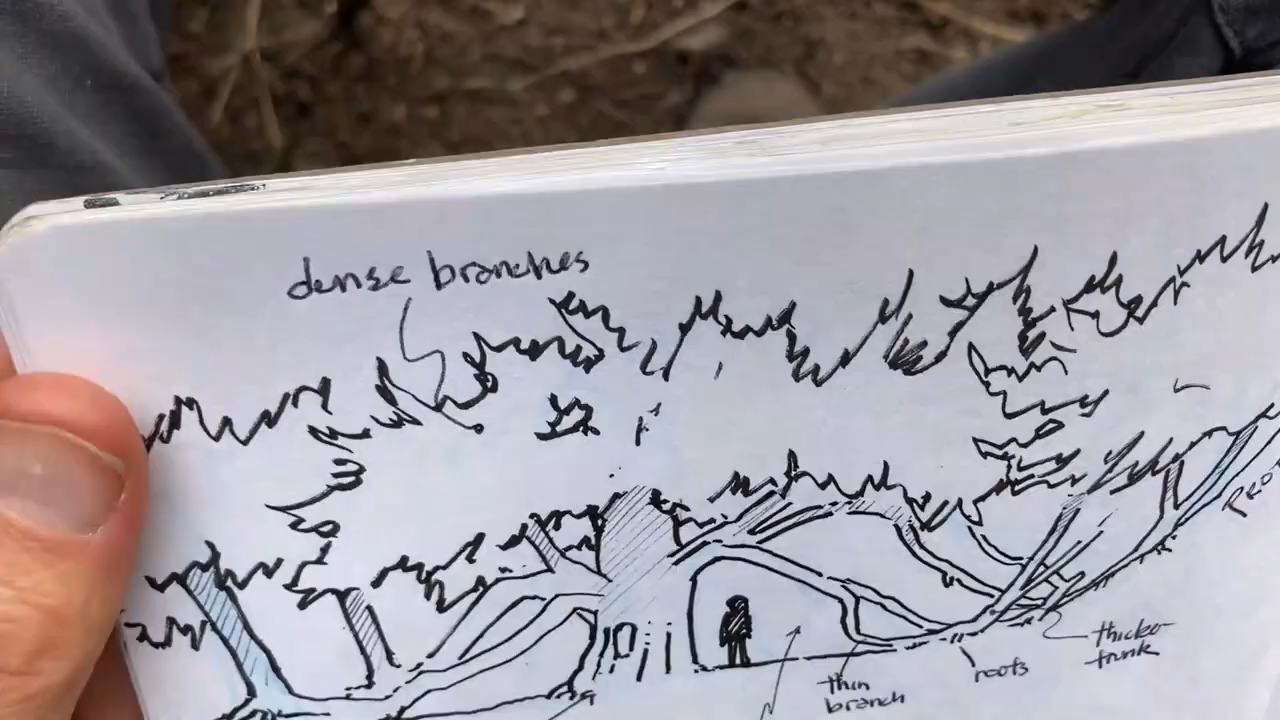 dense branches
thin
branch
roots
thicker
trunk